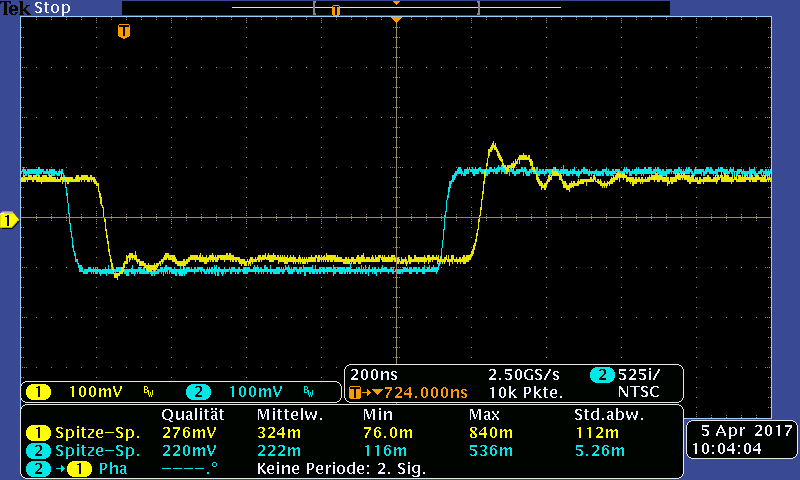 Tek Stop
T
T
1
200ns 2.50GS/s 2 525i/
1 100mV BW 2 100mV BW T→▼724.000ns 10k Pkte. NTSC
Qualität Mittelw. Min Max Std.abw.
1 Spitze–Sp. 276mV 324m 76.0m 840m 112m
2 Spitze–Sp. 220mV 222m 116m 536m 5.26m
2 →1 Pha ––––.° Keine Periode: 2. Sig.
5 Apr 2017
10:04:04